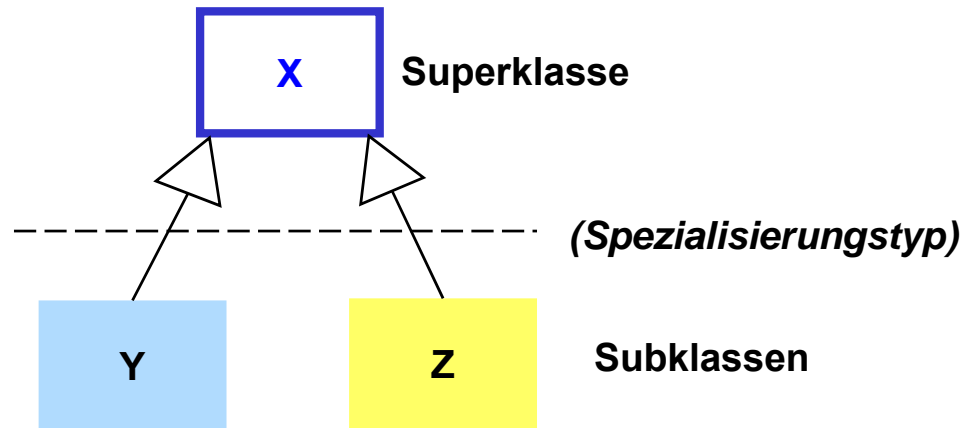 X
Superklasse
(Spezialisierungstyp)
Y
Z
Subklassen